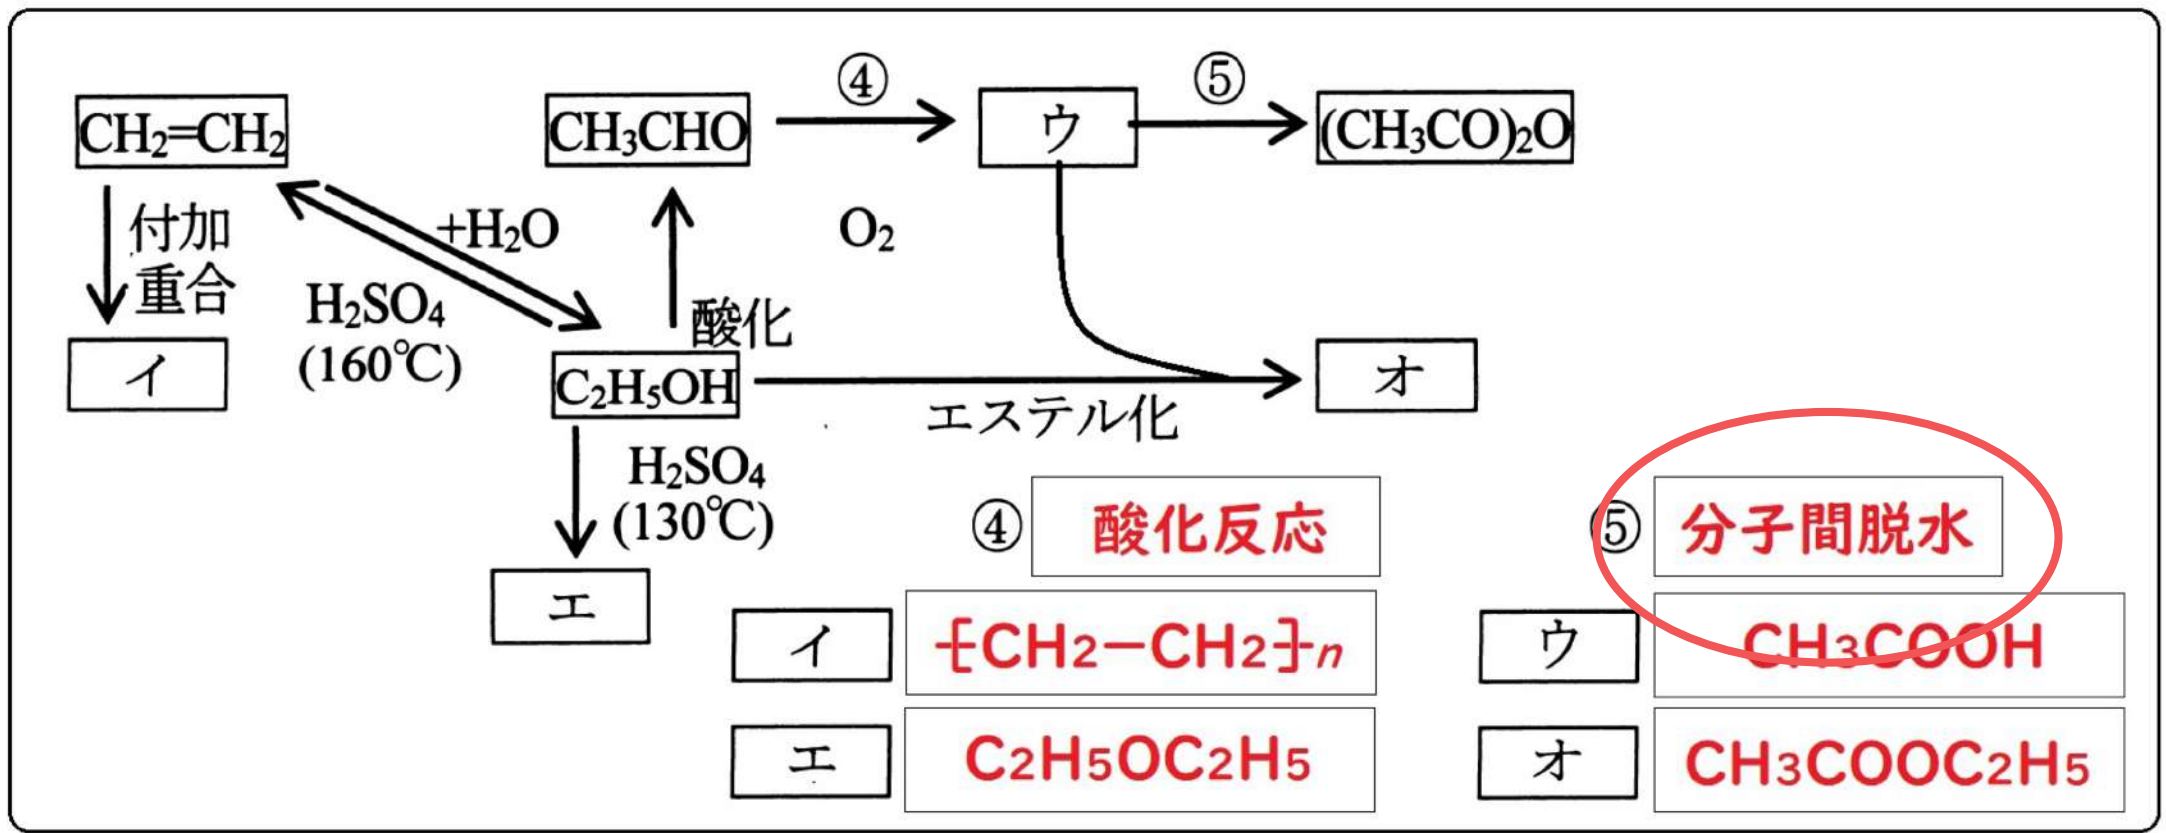 ④
⑤
CH₂=CH₂
CH₃CHO
ウ
(CH₃CO)₂O
付加
重合
+H₂O
O₂
H₂SO₄
(160℃)
酸化
イ
C₂H₅OH
エステル化
オ
H₂SO₄
(130℃)
エ
④ 酸化反応
⑤ 分子間脱水
イ -[CH2-CH2]-n
ウ CH3COOH
エ C2H5OC2H5
オ CH3COOC2H5